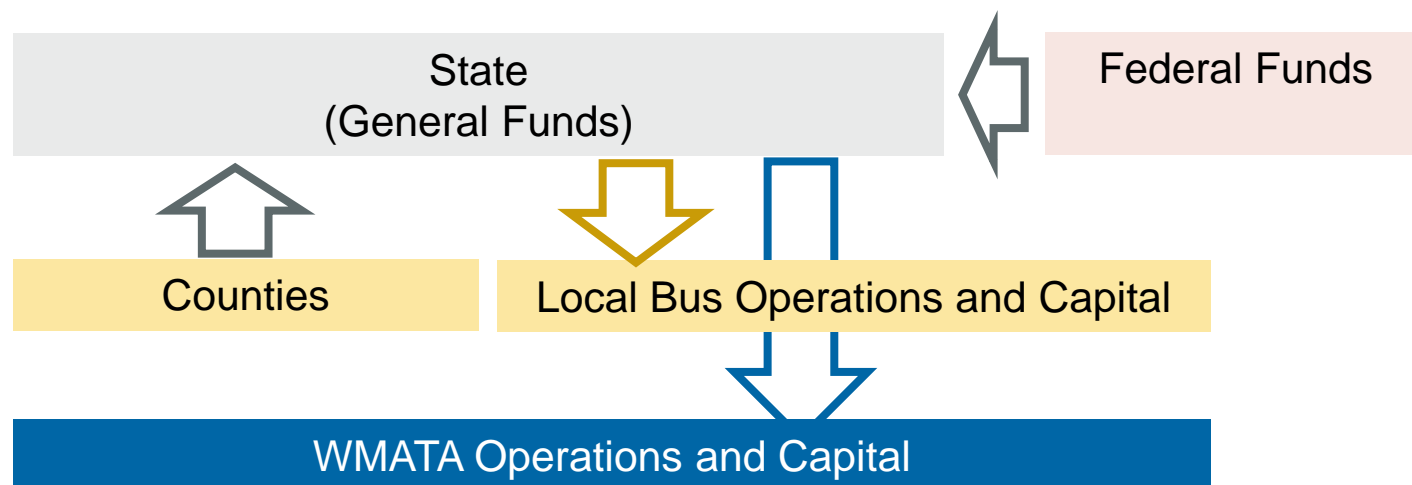 State
(General Funds)
Federal Funds
Counties
Local Bus Operations and Capital
WMATA Operations and Capital